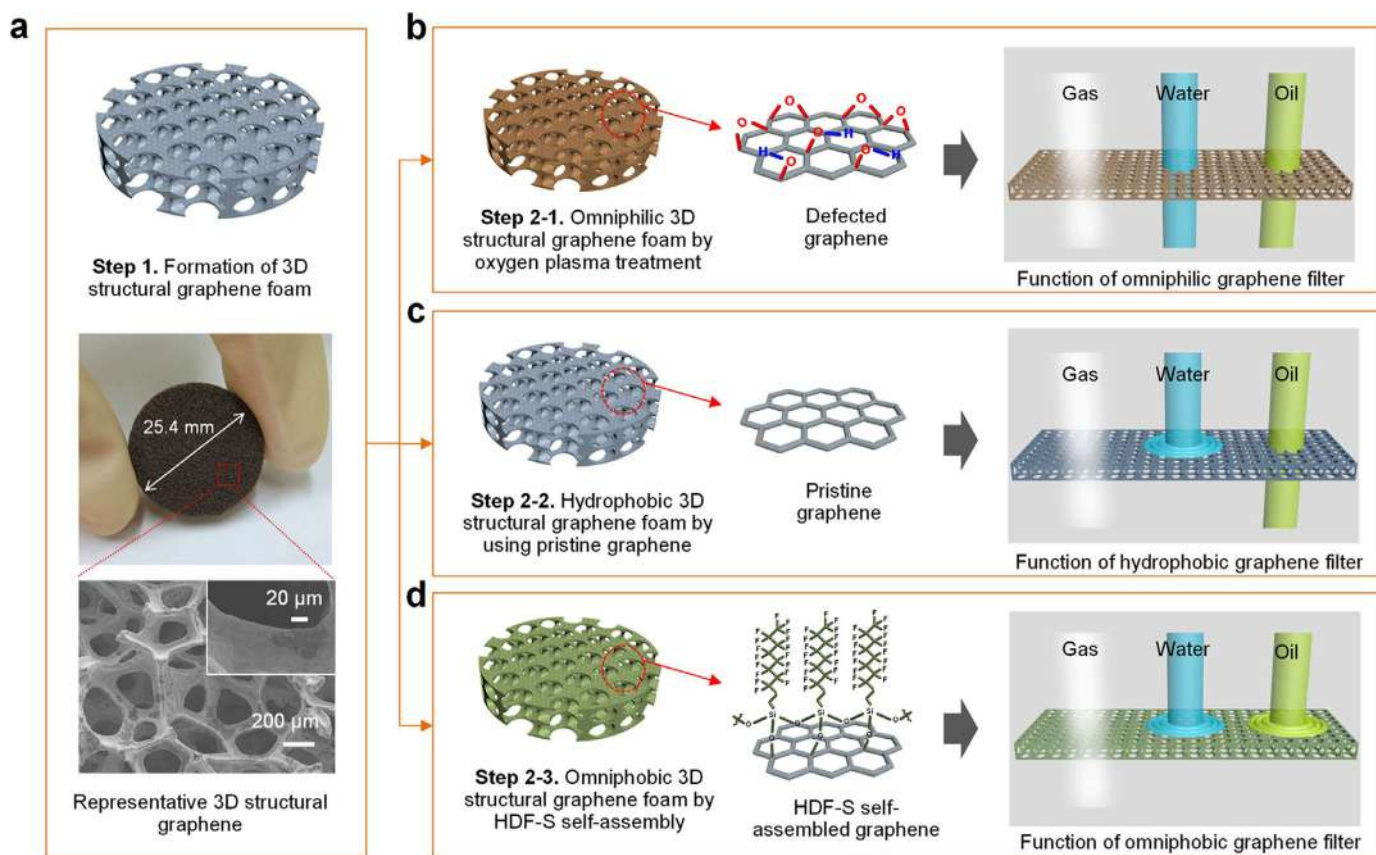 a
Step 1. Formation of 3D
structural graphene foam
25.4 mm
20 µm
200 µm
Representative 3D structural
graphene
b
Step 2-1. Omniphilic 3D
structural graphene foam by
oxygen plasma treatment
O O O O O H H O O H
Defected
graphene
Gas Water Oil
Function of omniphilic graphene filter
c
Step 2-2. Hydrophobic 3D
structural graphene foam by
using pristine graphene
Pristine
graphene
Gas Water Oil
Function of hydrophobic graphene filter
d
Step 2-3. Omniphobic 3D
structural graphene foam by
HDF-S self-assembly
Si Si Si
HDF-S self-
assembled graphene
Gas Water Oil
Function of omniphobic graphene filter